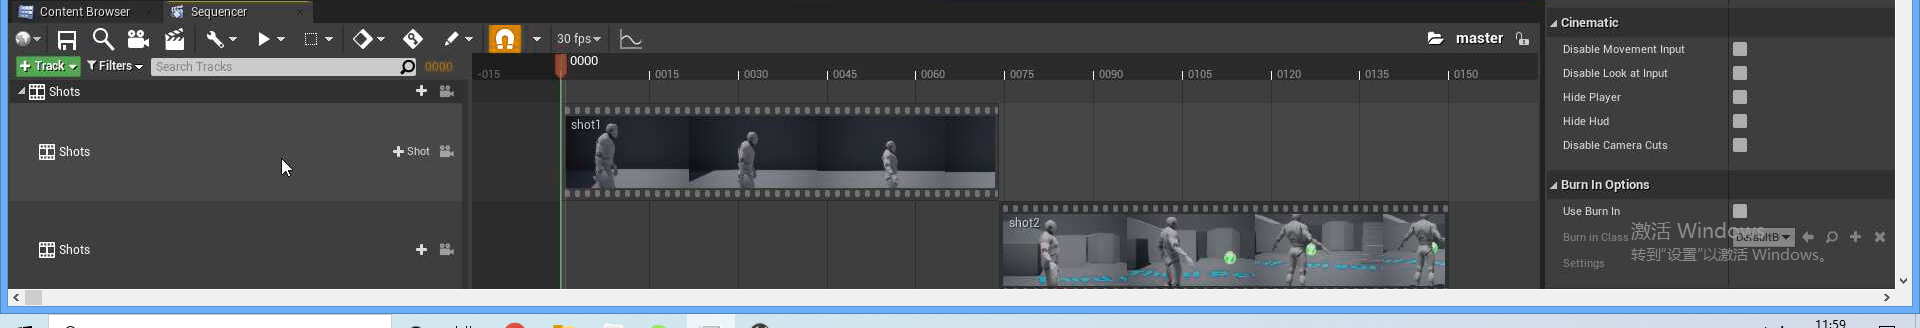 Content Browser
Sequencer
30 fps
master
Track
Filters
Search Tracks
0000
-015
0000
0015
0030
0045
0060
0075
0090
0105
0120
0135
0150
Shots
Shots
Shot
shot1
Shots
shot2
Cinematic
Disable Movement Input
Disable Look at Input
Hide Player
Hide Hud
Disable Camera Cuts
Burn In Options
Use Burn In
Burn in Class
Settings
激活 Windows
转到"设置"以激活 Windows。
11:59